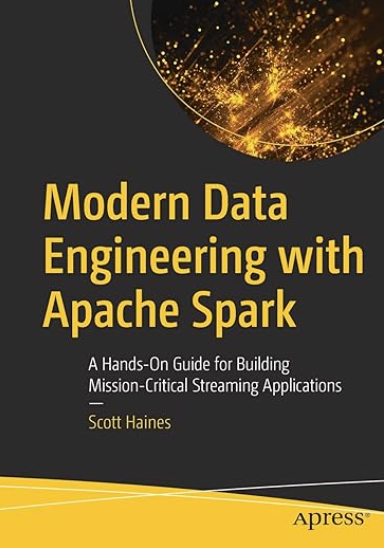 Modern Data
Engineering with
Apache Spark
A Hands-On Guide for Building
Mission-Critical Streaming Applications
—
Scott Haines
Apress®